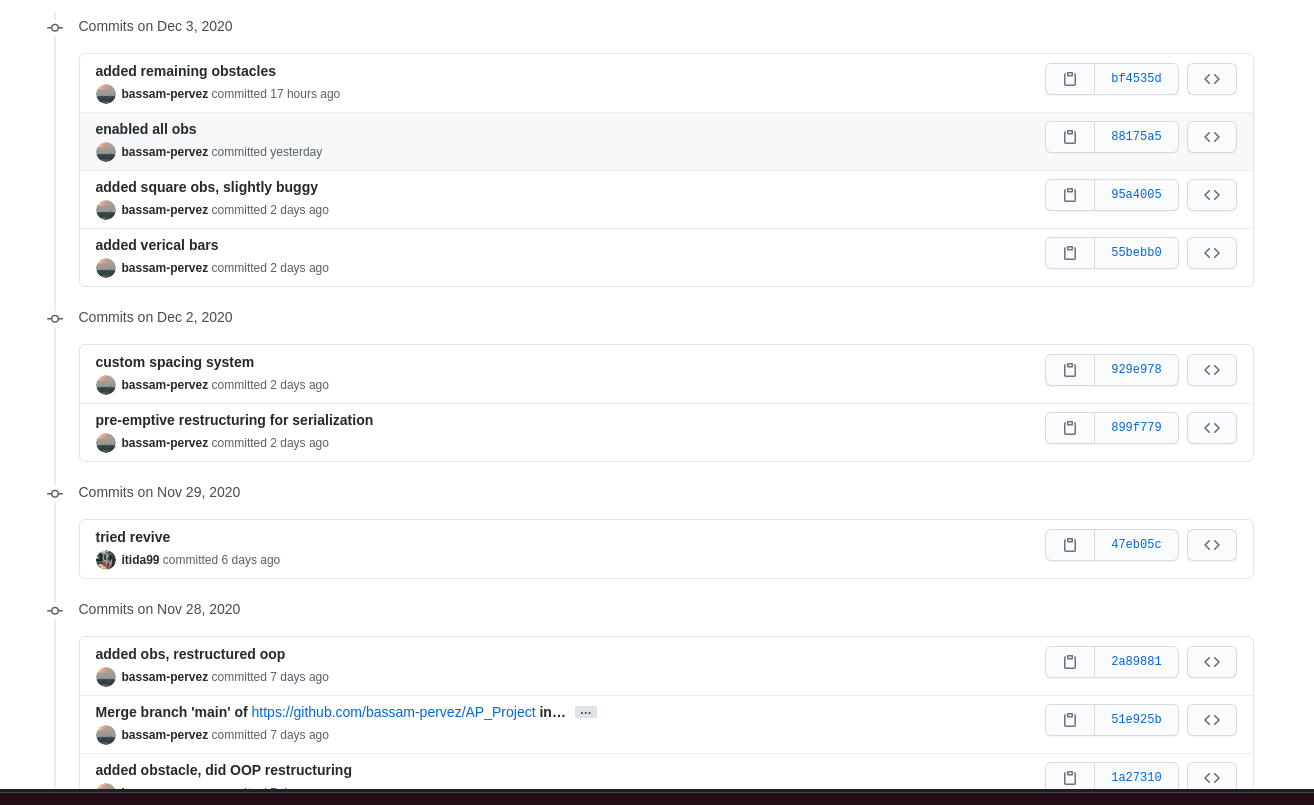 Commits on Dec 3, 2020
added remaining obstacles
bassam-pervez committed 17 hours ago
bf4535d
enabled all obs
bassam-pervez committed yesterday
88175a5
added square obs, slightly buggy
bassam-pervez committed 2 days ago
95a4005
added verical bars
bassam-pervez committed 2 days ago
55bebb0
Commits on Dec 2, 2020
custom spacing system
bassam-pervez committed 2 days ago
929e978
pre-emptive restructuring for serialization
bassam-pervez committed 2 days ago
899f779
Commits on Nov 29, 2020
tried revive
itida99 committed 6 days ago
47eb05c
Commits on Nov 28, 2020
added obs, restructured oop
bassam-pervez committed 7 days ago
2a89881
Merge branch 'main' of https://github.com/bassam-pervez/AP_Project in… …
bassam-pervez committed 7 days ago
51e925b
added obstacle, did OOP restructuring
1a27310